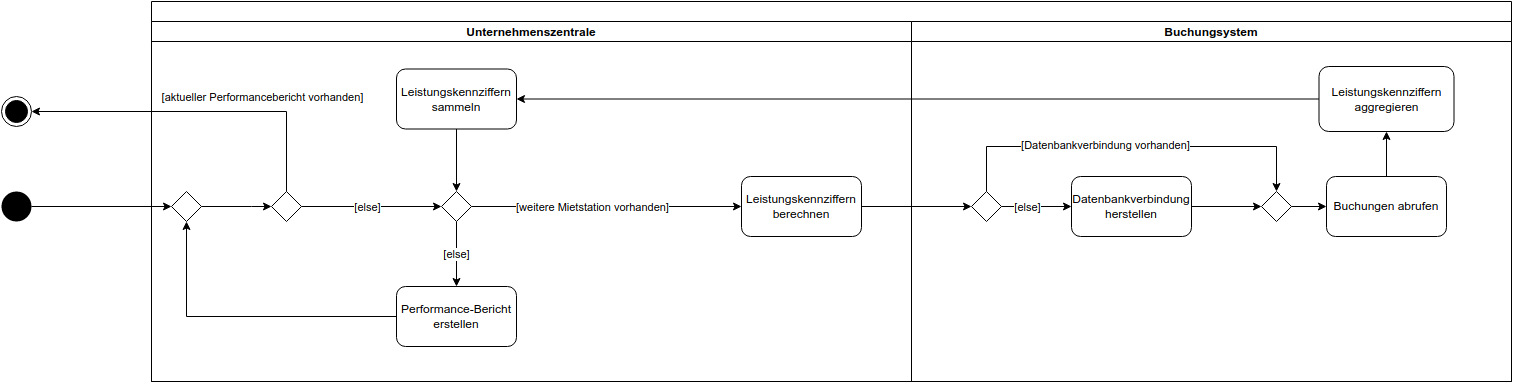 Unternehmenszentrale
Buchungsystem
[aktueller Performancebericht vorhanden]
Leistungskennziffern
sammeln
Leistungskennziffern
aggregieren
[Datenbankverbindung vorhanden]
[else]
[weitere Mietstation vorhanden]
Leistungskennziffern
berechnen
[else]
Datenbankverbindung
herstellen
Buchungen abrufen
[else]
Performance-Bericht
erstellen